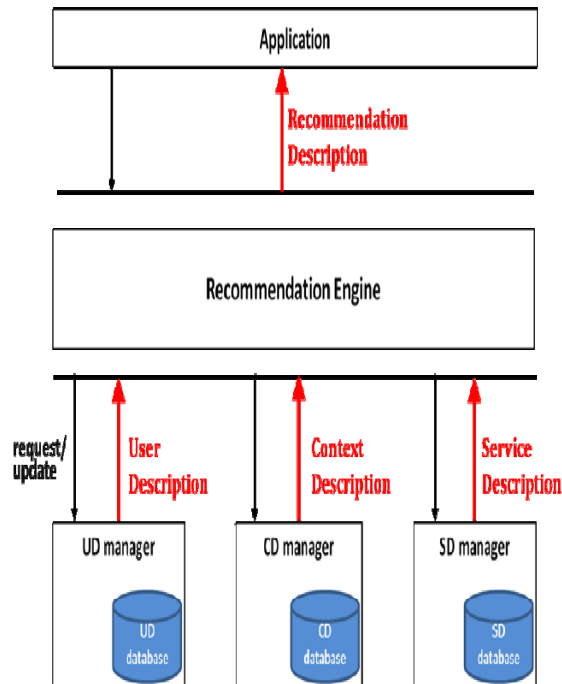 Application
Recommendation
Description
Recommendation Engine
request/
update
User
Description
Context
Description
Service
Description
UD manager
CD manager
SD manager
UD
database
CD
database
SD
database